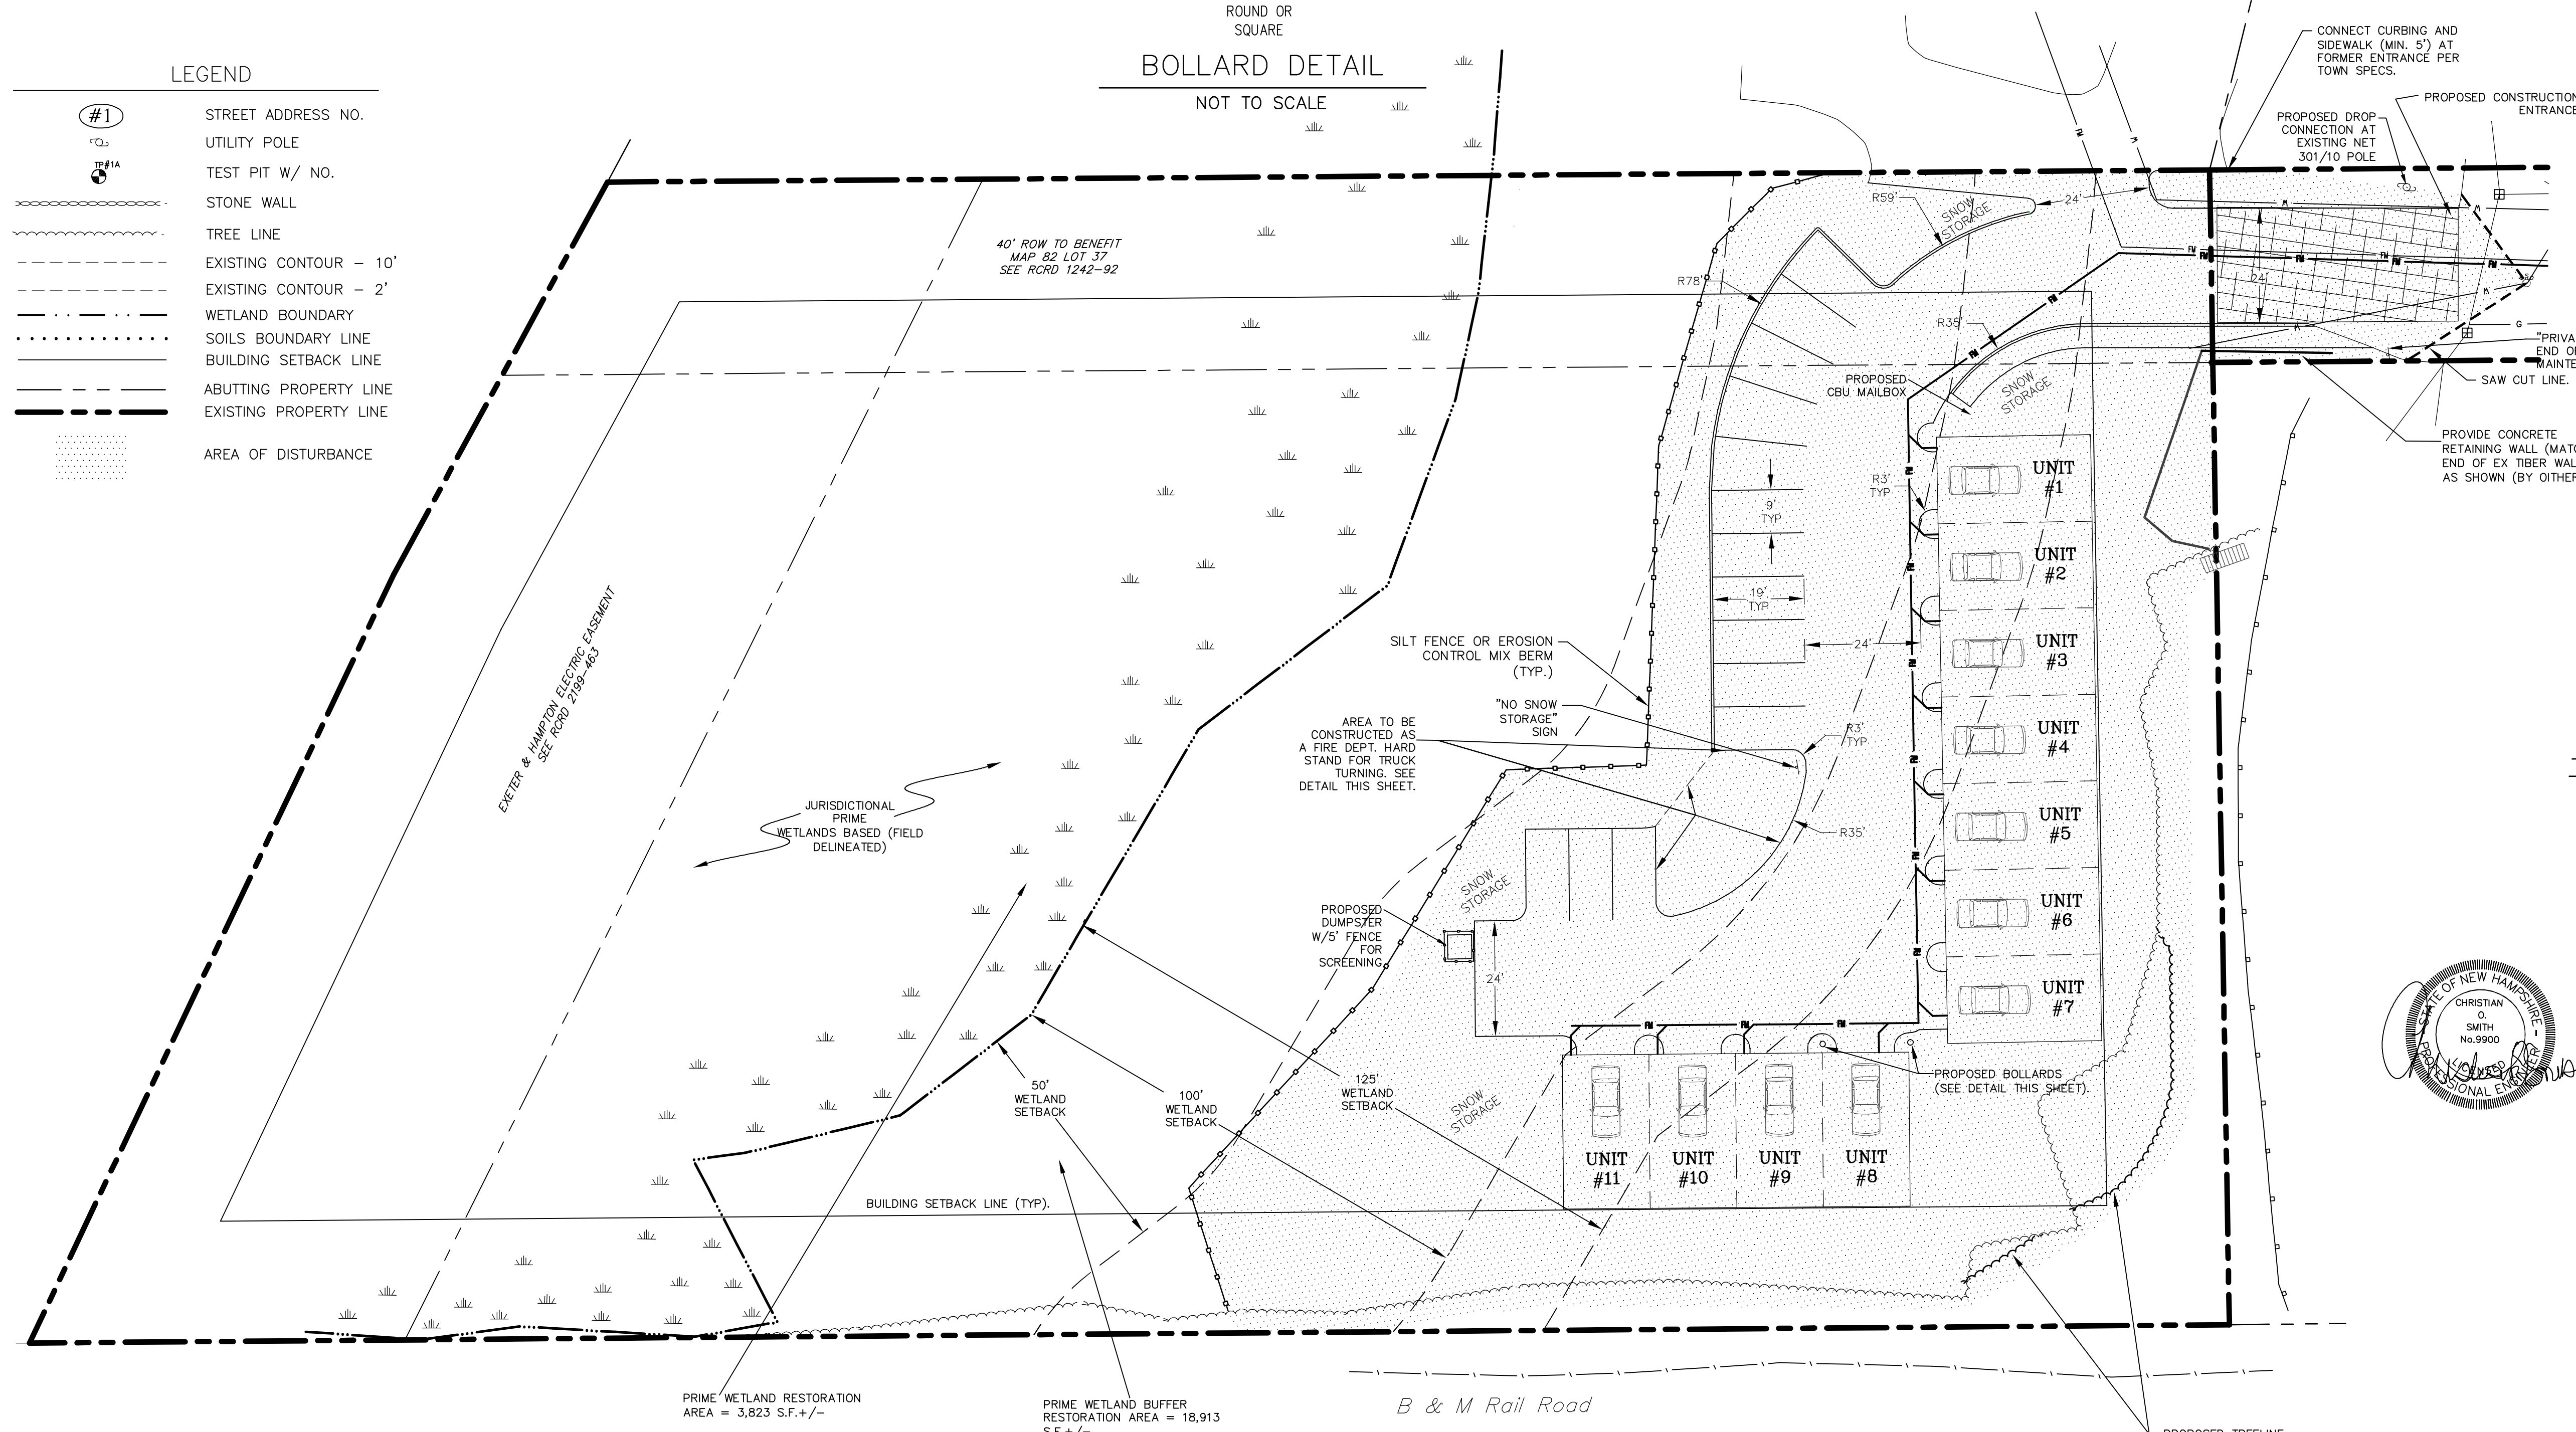 ROUND OR
SQUARE
BOLLARD DETAIL
NOT TO SCALE
LEGEND
#1
STREET ADDRESS NO.
UTILITY POLE
TP#1A
TEST PIT W/ NO.
STONE WALL
TREE LINE
EXISTING CONTOUR – 10'
EXISTING CONTOUR – 2'
WETLAND BOUNDARY
SOILS BOUNDARY LINE
BUILDING SETBACK LINE
ABUTTING PROPERTY LINE
EXISTING PROPERTY LINE
AREA OF DISTURBANCE
40' ROW TO BENEFIT
MAP 82 LOT 37
SEE RCRD 1242–92
EXETER & HAMPTON ELECTRIC EASEMENT
SEE RCRD 2199–463
JURISDICTIONAL
PRIME
WETLANDS BASED (FIELD
DELINEATED)
CONNECT CURBING AND
SIDEWALK (MIN. 5') AT
FORMER ENTRANCE PER
TOWN SPECS.
PROPOSED CONSTRUCTION
ENTRANCE
PROPOSED DROP
CONNECTION AT
EXISTING NET
301/10 POLE
R59'
SNOW
STORAGE
24'
R78'
24'
R35'
PROPOSED
CBU MAILBOX
SNOW
STORAGE
"PRIVA
END O
MAINTE
SAW CUT LINE.
G
PROVIDE CONCRETE
RETAINING WALL (MATC
END OF EX TIBER WAL
AS SHOWN (BY OITHER
R3'
TYP
9'
TYP
19'
TYP
24'
SILT FENCE OR EROSION
CONTROL MIX BERM
(TYP.)
"NO SNOW
STORAGE"
SIGN
AREA TO BE
CONSTRUCTED AS
A FIRE DEPT. HARD
STAND FOR TRUCK
TURNING. SEE
DETAIL THIS SHEET.
R3'
TYP
R35'
SNOW
STORAGE
PROPOSED
DUMPSTER
W/5' FENCE
FOR
SCREENING
24'
UNIT
#1
UNIT
#2
UNIT
#3
UNIT
#4
UNIT
#5
UNIT
#6
UNIT
#7
UNIT
#8
UNIT
#9
UNIT
#10
UNIT
#11
PROPOSED BOLLARDS
(SEE DETAIL THIS SHEET).
SNOW
STORAGE
50'
WETLAND
SETBACK
100'
WETLAND
SETBACK
125'
WETLAND
SETBACK
BUILDING SETBACK LINE (TYP).
STATE OF NEW HAMPSHIRE
CHRISTIAN
O.
SMITH
No.9900
LICENSED
PROFESSIONAL ENGINEER
PRIME WETLAND RESTORATION
AREA = 3,823 S.F.+/–
PRIME WETLAND BUFFER
RESTORATION AREA = 18,913
S.F.+/–
B & M Rail Road
PROPOSED TREELINE